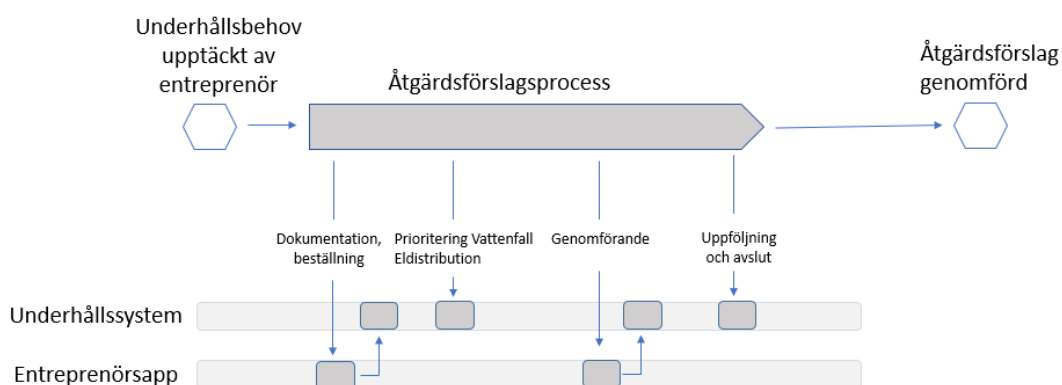 Underhållsbehov
upptäckt av
entreprenör
Åtgärdsförslagsprocess
Åtgärdsförslag
genomförd
Dokumentation,
beställning
Prioritering Vattenfall
Eldistribution
Genomförande
Uppföljning
och avslut
Underhållssystem
Entreprenörsapp